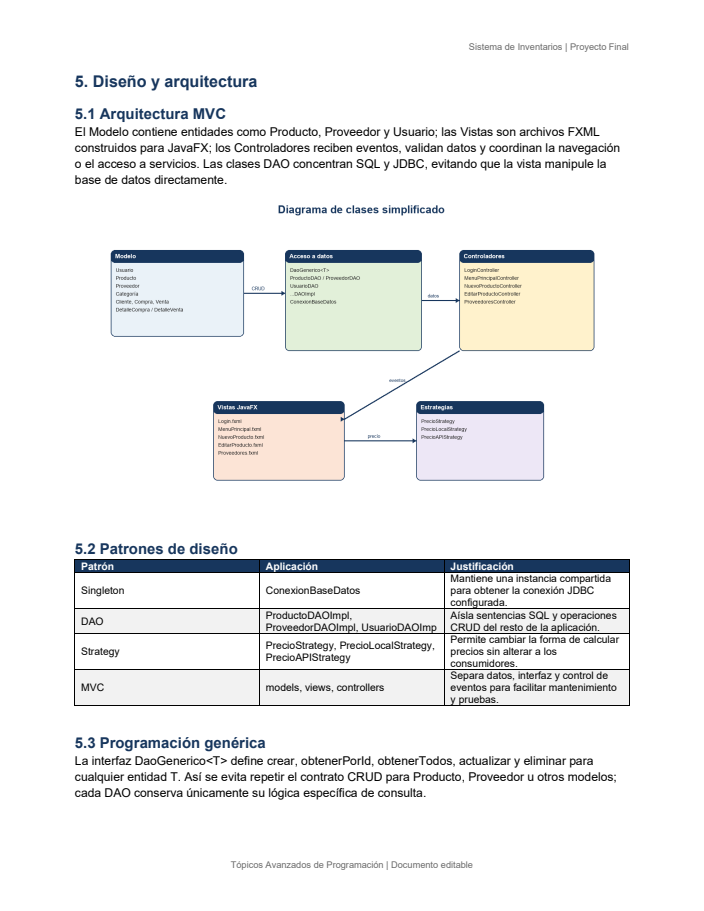 Sistema de Inventarios | Proyecto Final
5. Diseño y arquitectura
5.1 Arquitectura MVC
El Modelo contiene entidades como Producto, Proveedor y Usuario; las Vistas son archivos FXML
construidos para JavaFX; los Controladores reciben eventos, validan datos y coordinan la navegación
o el acceso a servicios. Las clases DAO concentran SQL y JDBC, evitando que la vista manipule la
base de datos directamente.
Diagrama de clases simplificado
Modelo
Usuario
Producto
Proveedor
Categoría
Cliente, Compra, Venta
DetalleCompra / DetalleVenta
CRUD
Acceso a datos
DaoGenerico<T>
ProductoDAO / ProveedorDAO
UsuarioDAO
...DAOImpl
ConexionBaseDatos
datos
Controladores
LoginController
MenuPrincipalController
NuevoProductoController
EditarProductoController
ProveedoresController
eventos
Vistas JavaFX
Login.fxml
MenuPrincipal.fxml
NuevoProducto.fxml
EditarProducto.fxml
Proveedores.fxml
precio
Estrategias
PrecioStrategy
PrecioLocalStrategy
PrecioAPIStrategy
5.2 Patrones de diseño
Patrón Aplicación Justificación
Singleton
ConexionBaseDatos
Mantiene una instancia compartida
para obtener la conexión JDBC
configurada.
DAO
ProductoDAOImpl,
ProveedorDAOImpl, UsuarioDAOImp
Aísla sentencias SQL y operaciones
CRUD del resto de la aplicación.
Strategy
PrecioStrategy, PrecioLocalStrategy,
PrecioAPIStrategy
Permite cambiar la forma de calcular
precios sin alterar a los
consumidores.
MVC
models, views, controllers
Separa datos, interfaz y control de
eventos para facilitar mantenimiento
y pruebas.
5.3 Programación genérica
La interfaz DaoGenerico<T> define crear, obtenerPorId, obtenerTodos, actualizar y eliminar para
cualquier entidad T. Así se evita repetir el contrato CRUD para Producto, Proveedor u otros modelos;
cada DAO conserva únicamente su lógica específica de consulta.
Tópicos Avanzados de Programación | Documento editable